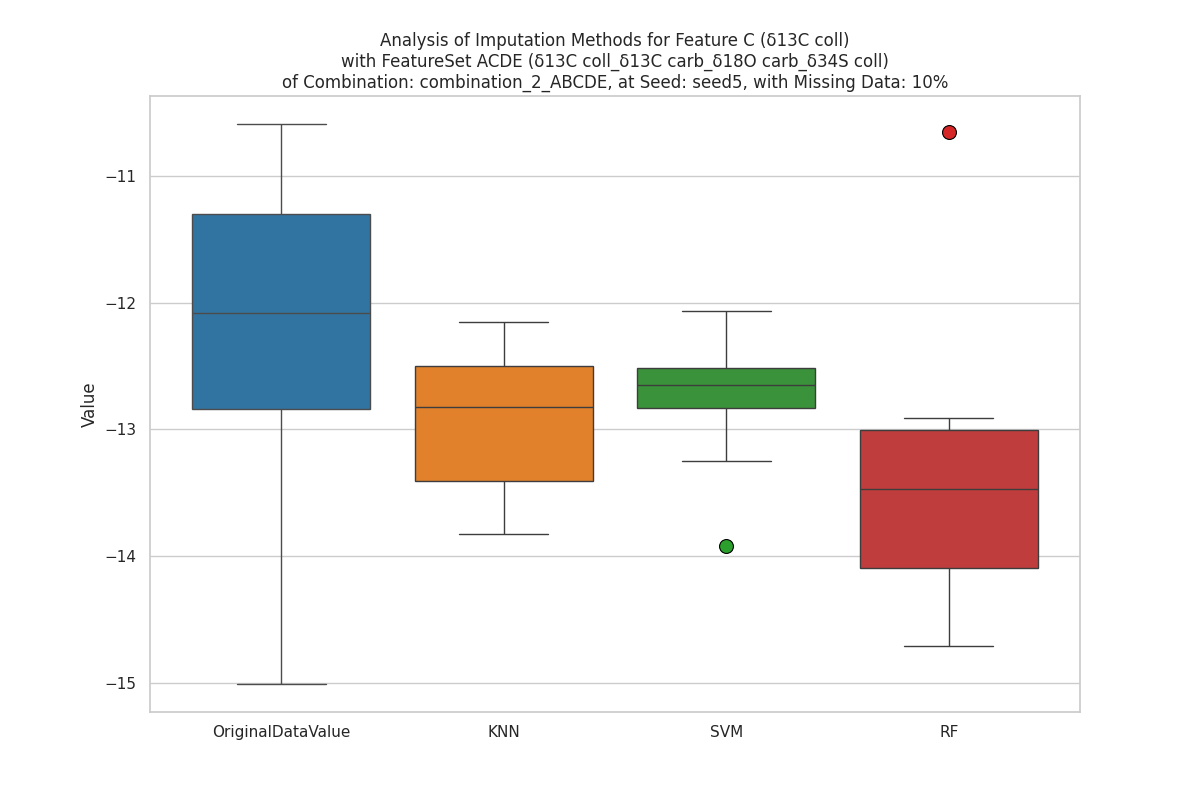 Analysis of Imputation Methods for Feature C (δ13C coll)
with FeatureSet ACDE (δ13C coll_δ13C carb_δ18O carb_δ34S coll)
of Combination: combination_2_ABCDE, at Seed: seed5, with Missing Data: 10%
Value
−11
−12
−13
−14
−15
OriginalDataValue
KNN
SVM
RF